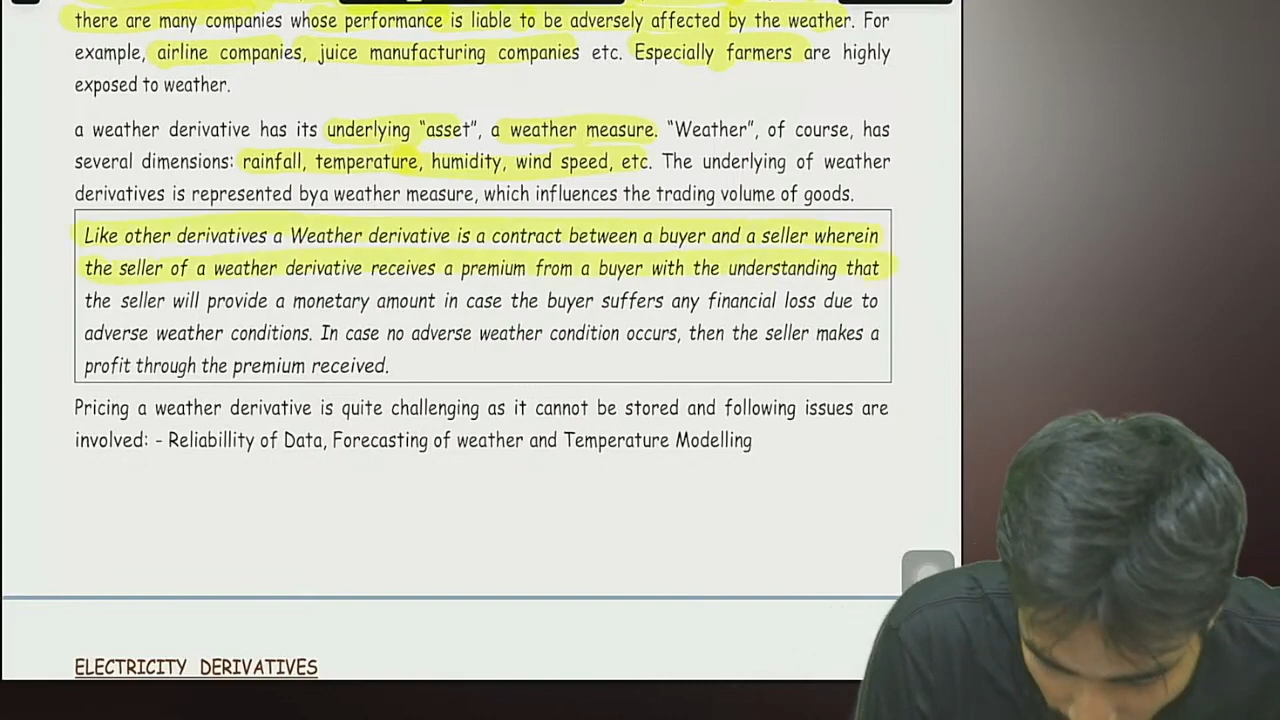 there are many companies whose performance is liable to be adversely affected by the weather. For
example, airline companies, juice manufacturing companies etc. Especially farmers are highly
exposed to weather.
a weather derivative has its underlying “asset”, a weather measure. “Weather”, of course, has
several dimensions: rainfall, temperature, humidity, wind speed, etc. The underlying of weather
derivatives is represented bya weather measure, which influences the trading volume of goods.
Like other derivatives a Weather derivative is a contract between a buyer and a seller wherein
the seller of a weather derivative receives a premium from a buyer with the understanding that
the seller will provide a monetary amount in case the buyer suffers any financial loss due to
adverse weather conditions. In case no adverse weather condition occurs, then the seller makes a
profit through the premium received.
Pricing a weather derivative is quite challenging as it cannot be stored and following issues are
involved: - Reliabillity of Data, Forecasting of weather and Temperature Modelling
ELECTRICITY DERIVATIVES